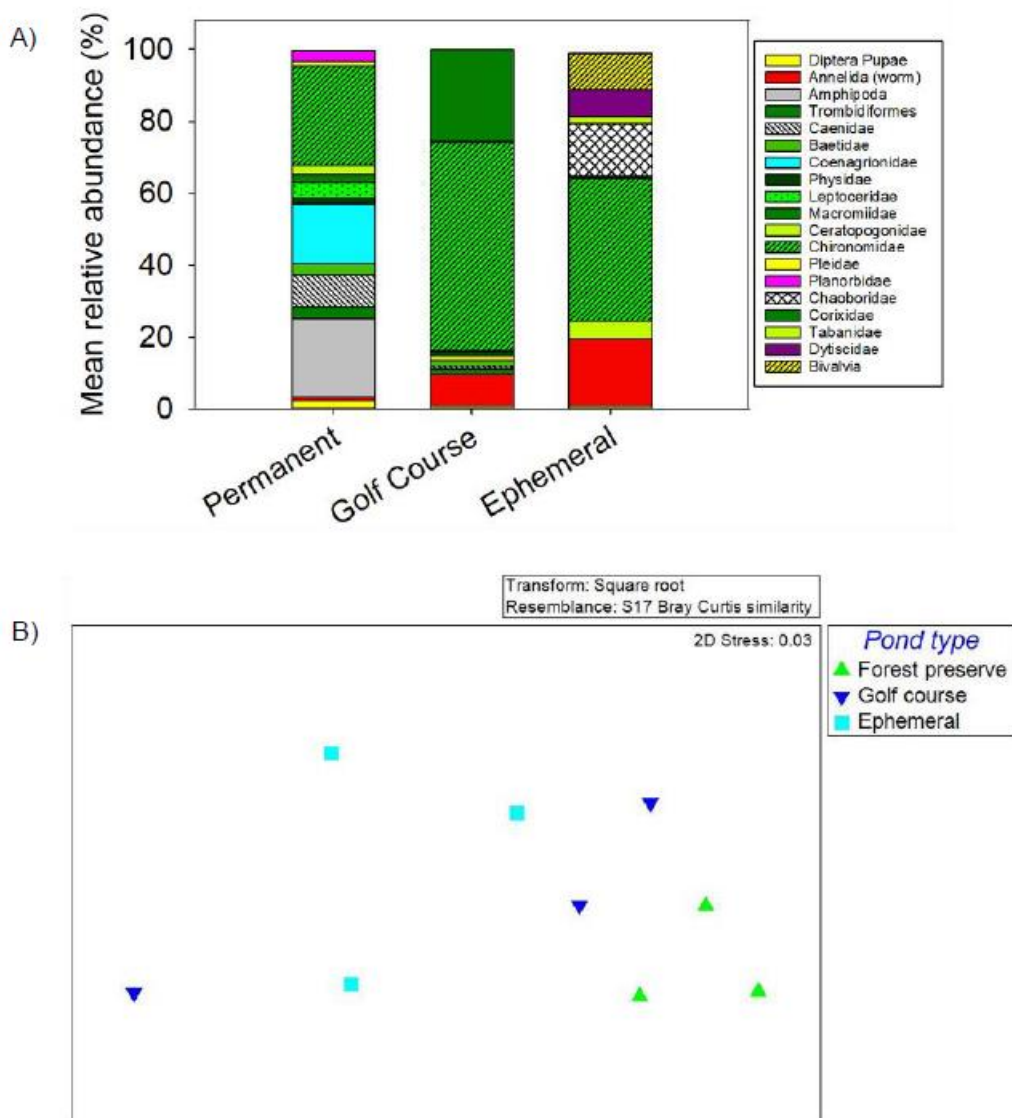 A)
Mean relative abundance (%)
100
80
60
40
20
0
Permanent
Golf Course
Ephemeral
Diptera Pupae
Annelida (worm)
Amphipoda
Trombidiformes
Caenidae
Baetidae
Coenagrionidae
Physidae
Leptoceridae
Macromiidae
Ceratopogonidae
Chironomidae
Pleidae
Planorbidae
Chaoboridae
Corixidae
Tabanidae
Dytiscidae
Bivalvia
B)
Transform: Square root
Resemblance: S17 Bray Curtis similarity
2D Stress: 0.03
Pond type
Forest preserve
Golf course
Ephemeral